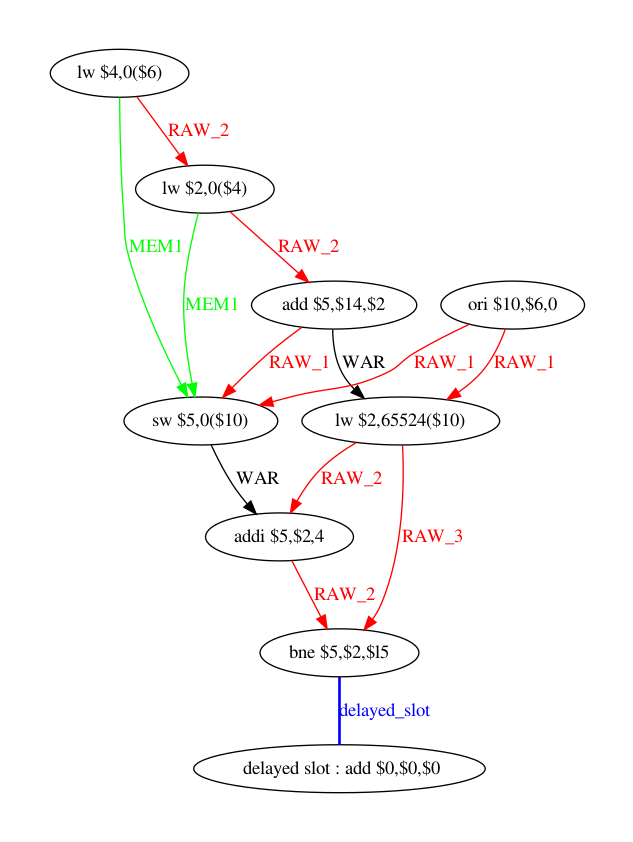 lw $4,0($6)
RAW_2
lw $2,0($4)
MEM1
RAW_2
MEM1
add $5,$14,$2
ori $10,$6,0
RAW_1
WAR
RAW_1
RAW_1
sw $5,0($10)
lw $2,65524($10)
WAR
RAW_2
addi $5,$2,4
RAW_3
RAW_2
bne $5,$2,$l5
delayed_slot
delayed slot : add $0,$0,$0